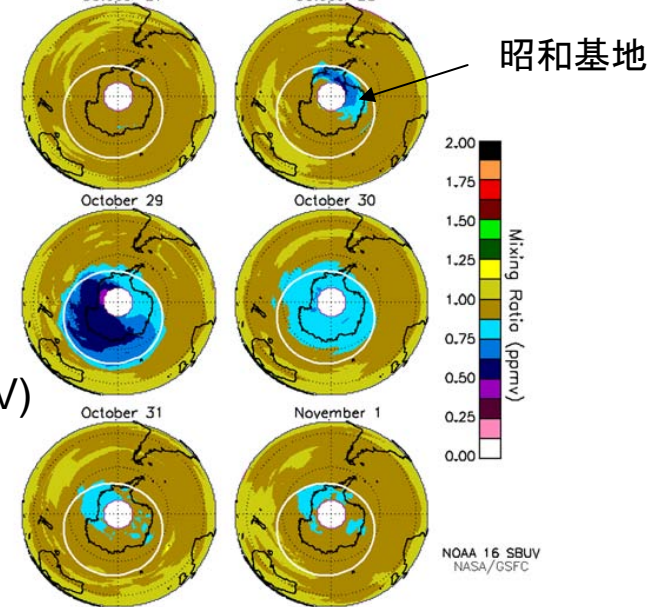 昭和基地
October 29
October 30
October 31
November 1
V)
2.00
1.75
1.50
1.25
1.00
0.75
0.50
0.25
0.00
Mixing Ratio (ppmv)
NOAA 16 SBUV
NASA/GSFC